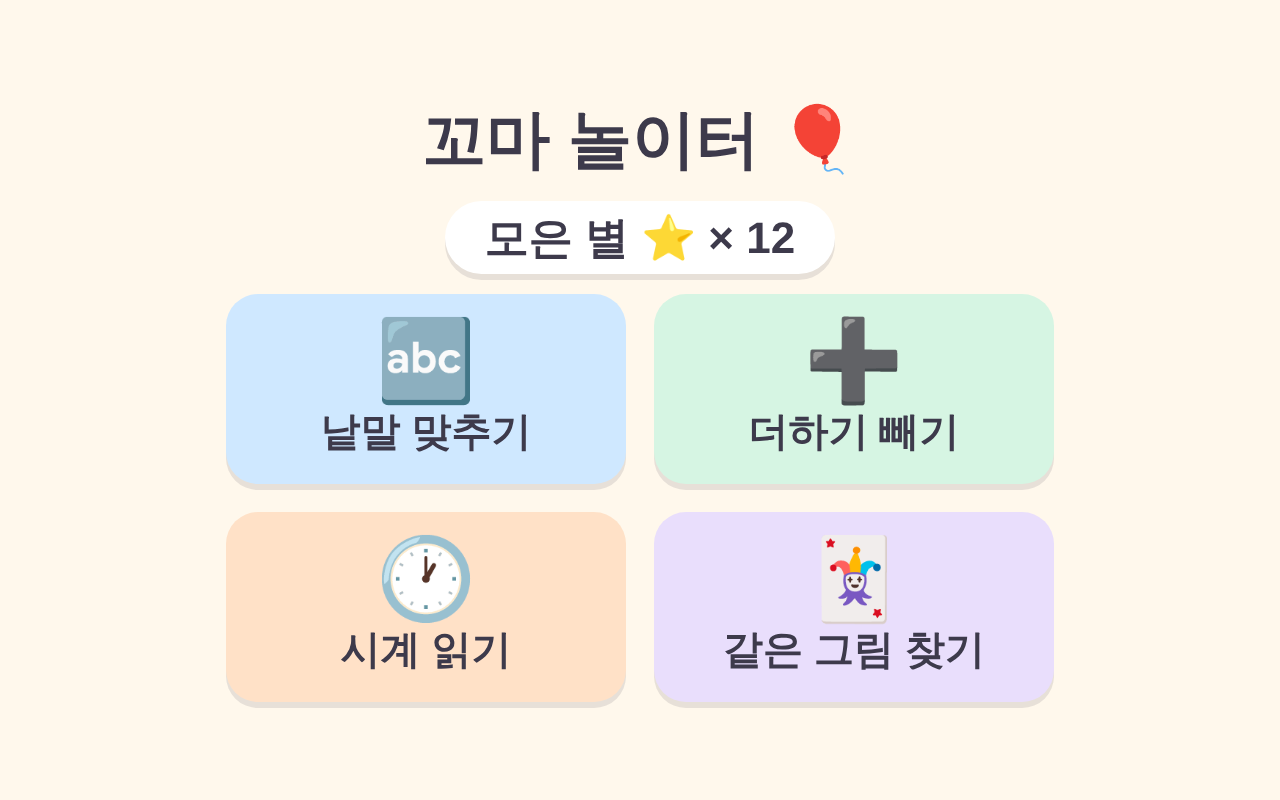 꼬마 놀이터 🎈
모은 별 ⭐ × 12
abc
낱말 맞추기
➕
더하기 빼기
시계 읽기
같은 그림 찾기